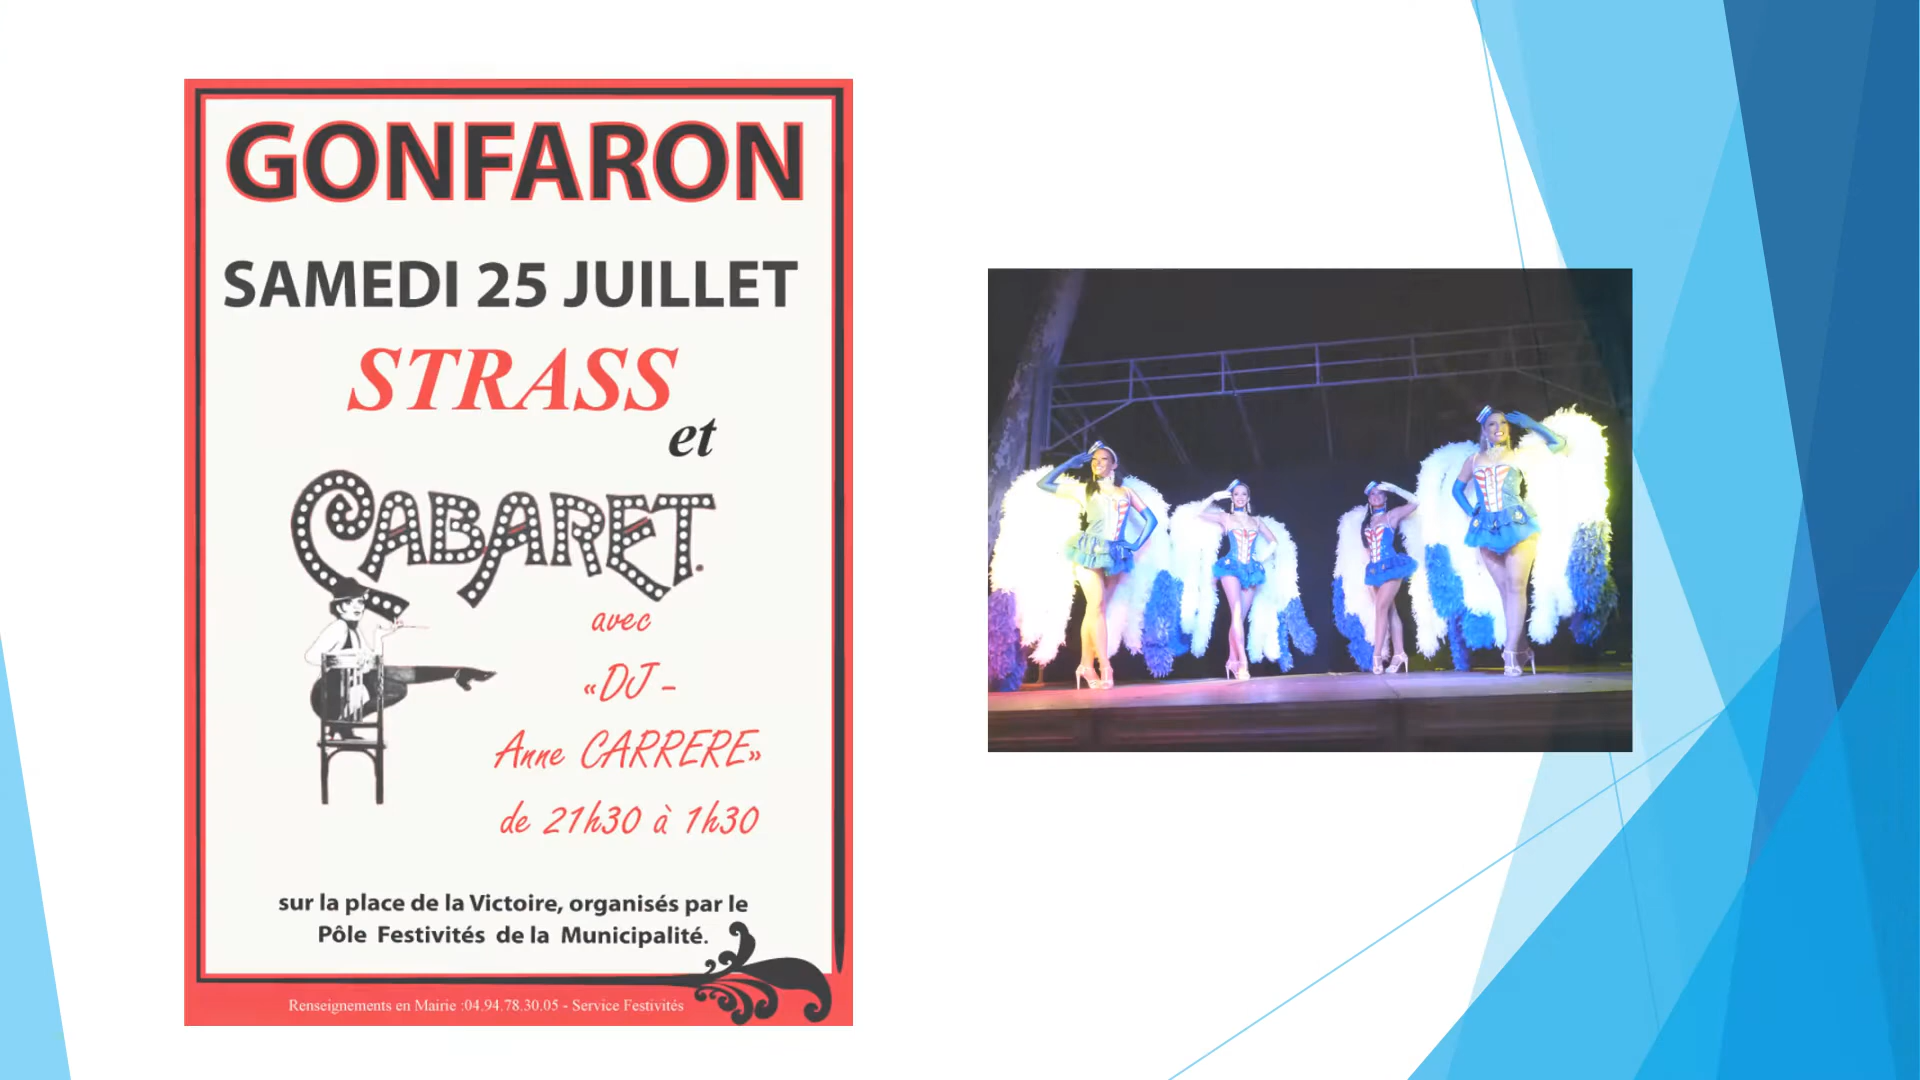 GONFARON
SAMEDI 25 JUILLET
STRASS
et
CABARET.
avec
«DJ -
Anne CARRERE»
de 21h30 à 1h30
sur la place de la Victoire, organisés par le
Pôle Festivités de la Municipalité.
Renseignements en Mairie :04.94.78.30.05 - Service Festivités